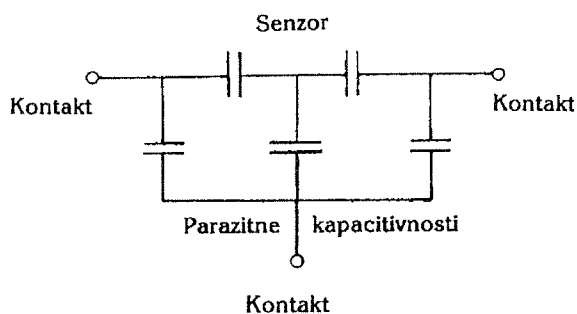 Senzor
Kontakt
Kontakt
Parazitne kapacitivnosti
Kontakt